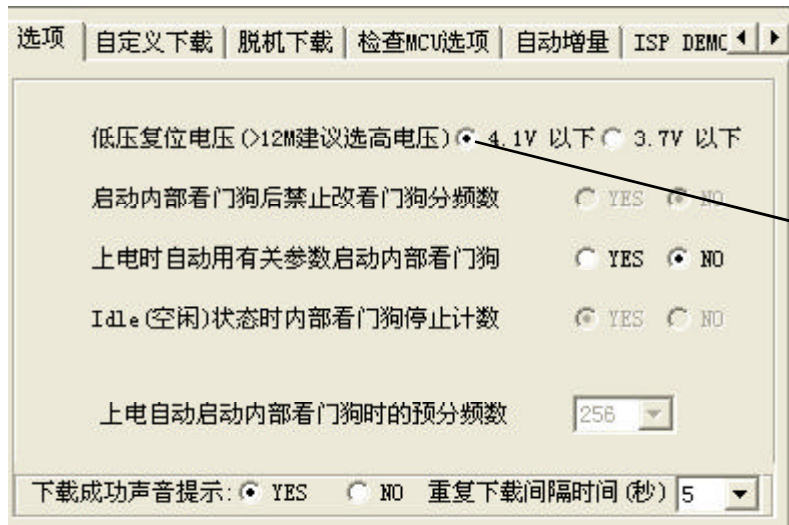 选项 自定义下载 脱机下载 检查MCU选项 自动增量 ISP DEMO
低压复位电压(>12M建议选高电压) 4.1V 以下 3.7V 以下
启动内部看门狗后禁止改看门狗分频数 YES NO
上电时自动用有关参数启动内部看门狗 YES NO
Idle(空闲)状态时内部看门狗停止计数 YES NO
上电自动启动内部看门狗时的预分频数 256
下载成功声音提示: YES NO 重复下载间隔时间(秒) 5